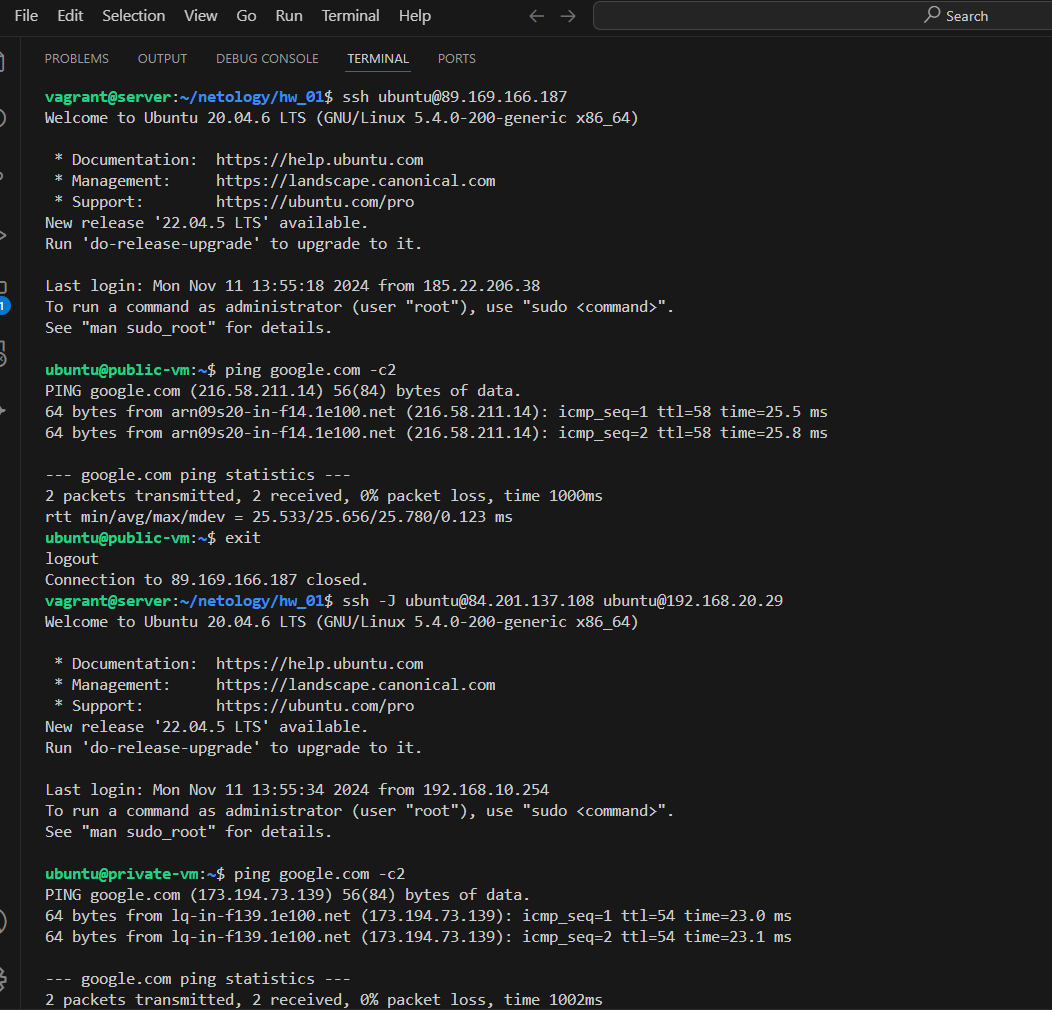 File Edit Selection View Go Run Terminal Help ← → Search
PROBLEMS OUTPUT DEBUG CONSOLE TERMINAL PORTS
vagrant@server:~/netology/hw_01$ ssh ubuntu@89.169.166.187
Welcome to Ubuntu 20.04.6 LTS (GNU/Linux 5.4.0-200-generic x86_64)
* Documentation: https://help.ubuntu.com
* Management: https://landscape.canonical.com
* Support: https://ubuntu.com/pro
New release '22.04.5 LTS' available.
Run 'do-release-upgrade' to upgrade to it.
Last login: Mon Nov 11 13:55:18 2024 from 185.22.206.38
To run a command as administrator (user "root"), use "sudo <command>".
See "man sudo_root" for details.
ubuntu@public-vm:~$ ping google.com -c2
PING google.com (216.58.211.14) 56(84) bytes of data.
64 bytes from arn09s20-in-f14.1e100.net (216.58.211.14): icmp_seq=1 ttl=58 time=25.5 ms
64 bytes from arn09s20-in-f14.1e100.net (216.58.211.14): icmp_seq=2 ttl=58 time=25.8 ms
--- google.com ping statistics ---
2 packets transmitted, 2 received, 0% packet loss, time 1000ms
rtt min/avg/max/mdev = 25.533/25.656/25.780/0.123 ms
ubuntu@public-vm:~$ exit
logout
Connection to 89.169.166.187 closed.
vagrant@server:~/netology/hw_01$ ssh -J ubuntu@84.201.137.108 ubuntu@192.168.20.29
Welcome to Ubuntu 20.04.6 LTS (GNU/Linux 5.4.0-200-generic x86_64)
* Documentation: https://help.ubuntu.com
* Management: https://landscape.canonical.com
* Support: https://ubuntu.com/pro
New release '22.04.5 LTS' available.
Run 'do-release-upgrade' to upgrade to it.
Last login: Mon Nov 11 13:55:34 2024 from 192.168.10.254
To run a command as administrator (user "root"), use "sudo <command>".
See "man sudo_root" for details.
ubuntu@private-vm:~$ ping google.com -c2
PING google.com (173.194.73.139) 56(84) bytes of data.
64 bytes from lq-in-f139.1e100.net (173.194.73.139): icmp_seq=1 ttl=54 time=23.0 ms
64 bytes from lq-in-f139.1e100.net (173.194.73.139): icmp_seq=2 ttl=54 time=23.1 ms
--- google.com ping statistics ---
2 packets transmitted, 2 received, 0% packet loss, time 1002ms
1